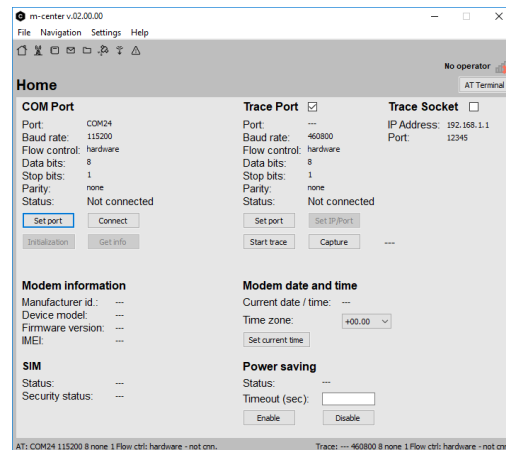 m-center v.02.00.00
File Navigation Settings Help
No operator
Home
AT Terminal
COM Port
Port: COM24
Baud rate: 115200
Flow control: hardware
Data bits: 8
Stop bits: 1
Parity: none
Status: Not connected
Set port Connect
Initialization Get info
Trace Port
Port: ---
Baud rate: 460800
Flow control: hardware
Data bits: 8
Stop bits: 1
Parity: none
Status: Not connected
Set port Set IP/Port
Start trace Capture ---
Trace Socket
IP Address: 192.168.1.1
Port: 12345
Modem information
Manufacturer id.: ---
Device model: ---
Firmware version: ---
IMEI: ---
Modem date and time
Current date / time: ---
Time zone: +00.00
Set current time
SIM
Status: ---
Security status: ---
Power saving
Status: ---
Timeout (sec):
Enable Disable
AT: COM24 115200 8 none 1 Flow ctrl: hardware - not cnn. Trace: --- 460800 8 none 1 Flow ctrl: hardware - not cnn